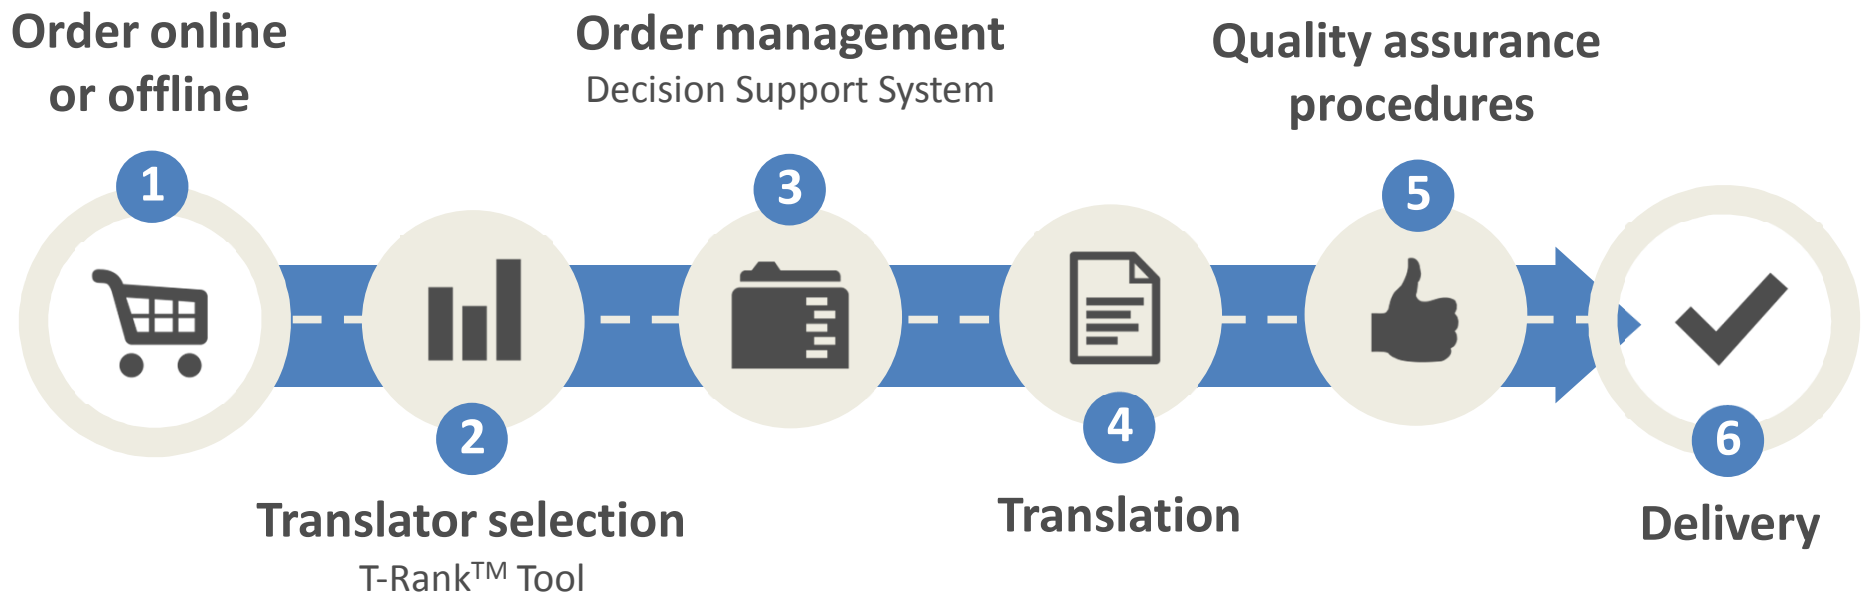 Order online
or offline
1
Translator selection
T-Rank™ Tool
2
Order management
Decision Support System
3
4
Translation
Quality assurance
procedures
5
6
Delivery